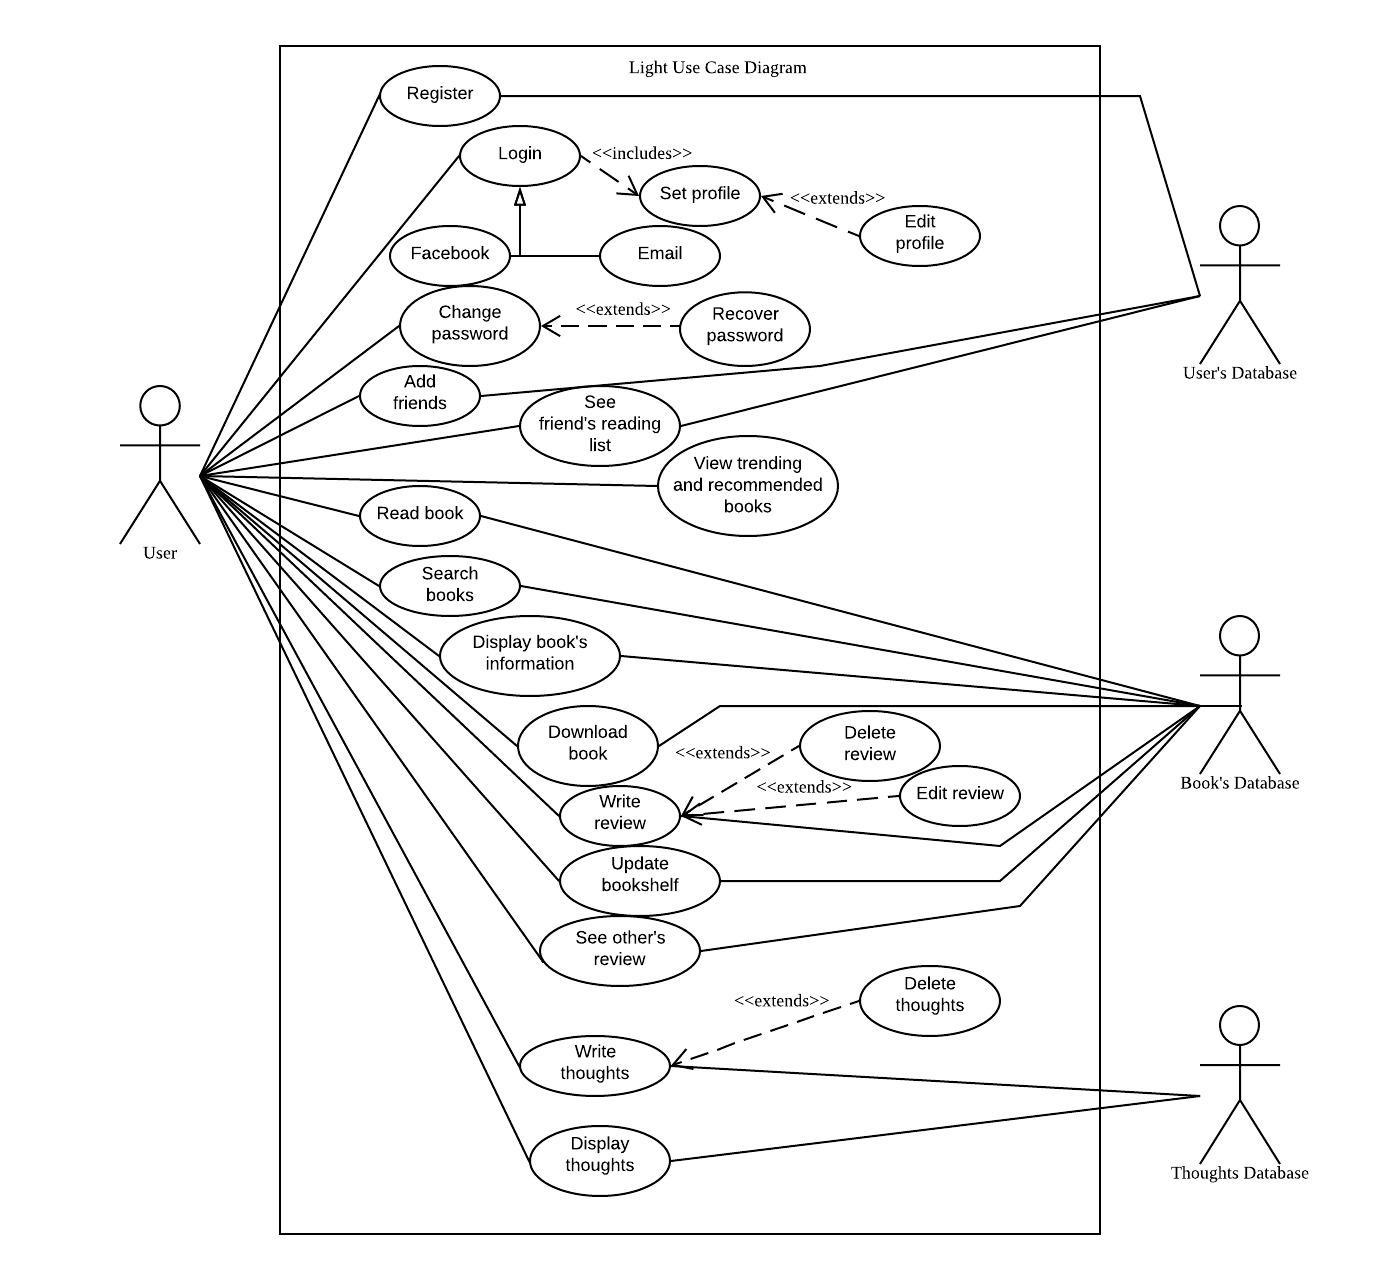 Light Use Case Diagram
Register
Login
<<includes>>
Set profile
<<extends>>
Edit
profile
Facebook
Email
Change
password
<<extends>>
Recover
password
User's Database
Add
friends
See
friend's reading
list
View trending
and recommended
books
Read book
User
Search
books
Display book's
information
Download
book
<<extends>>
Delete
review
<<extends>>
Edit review
Book's Database
Write
review
Update
bookshelf
See other's
review
<<extends>>
Delete
thoughts
Write
thoughts
Display
thoughts
Thoughts Database